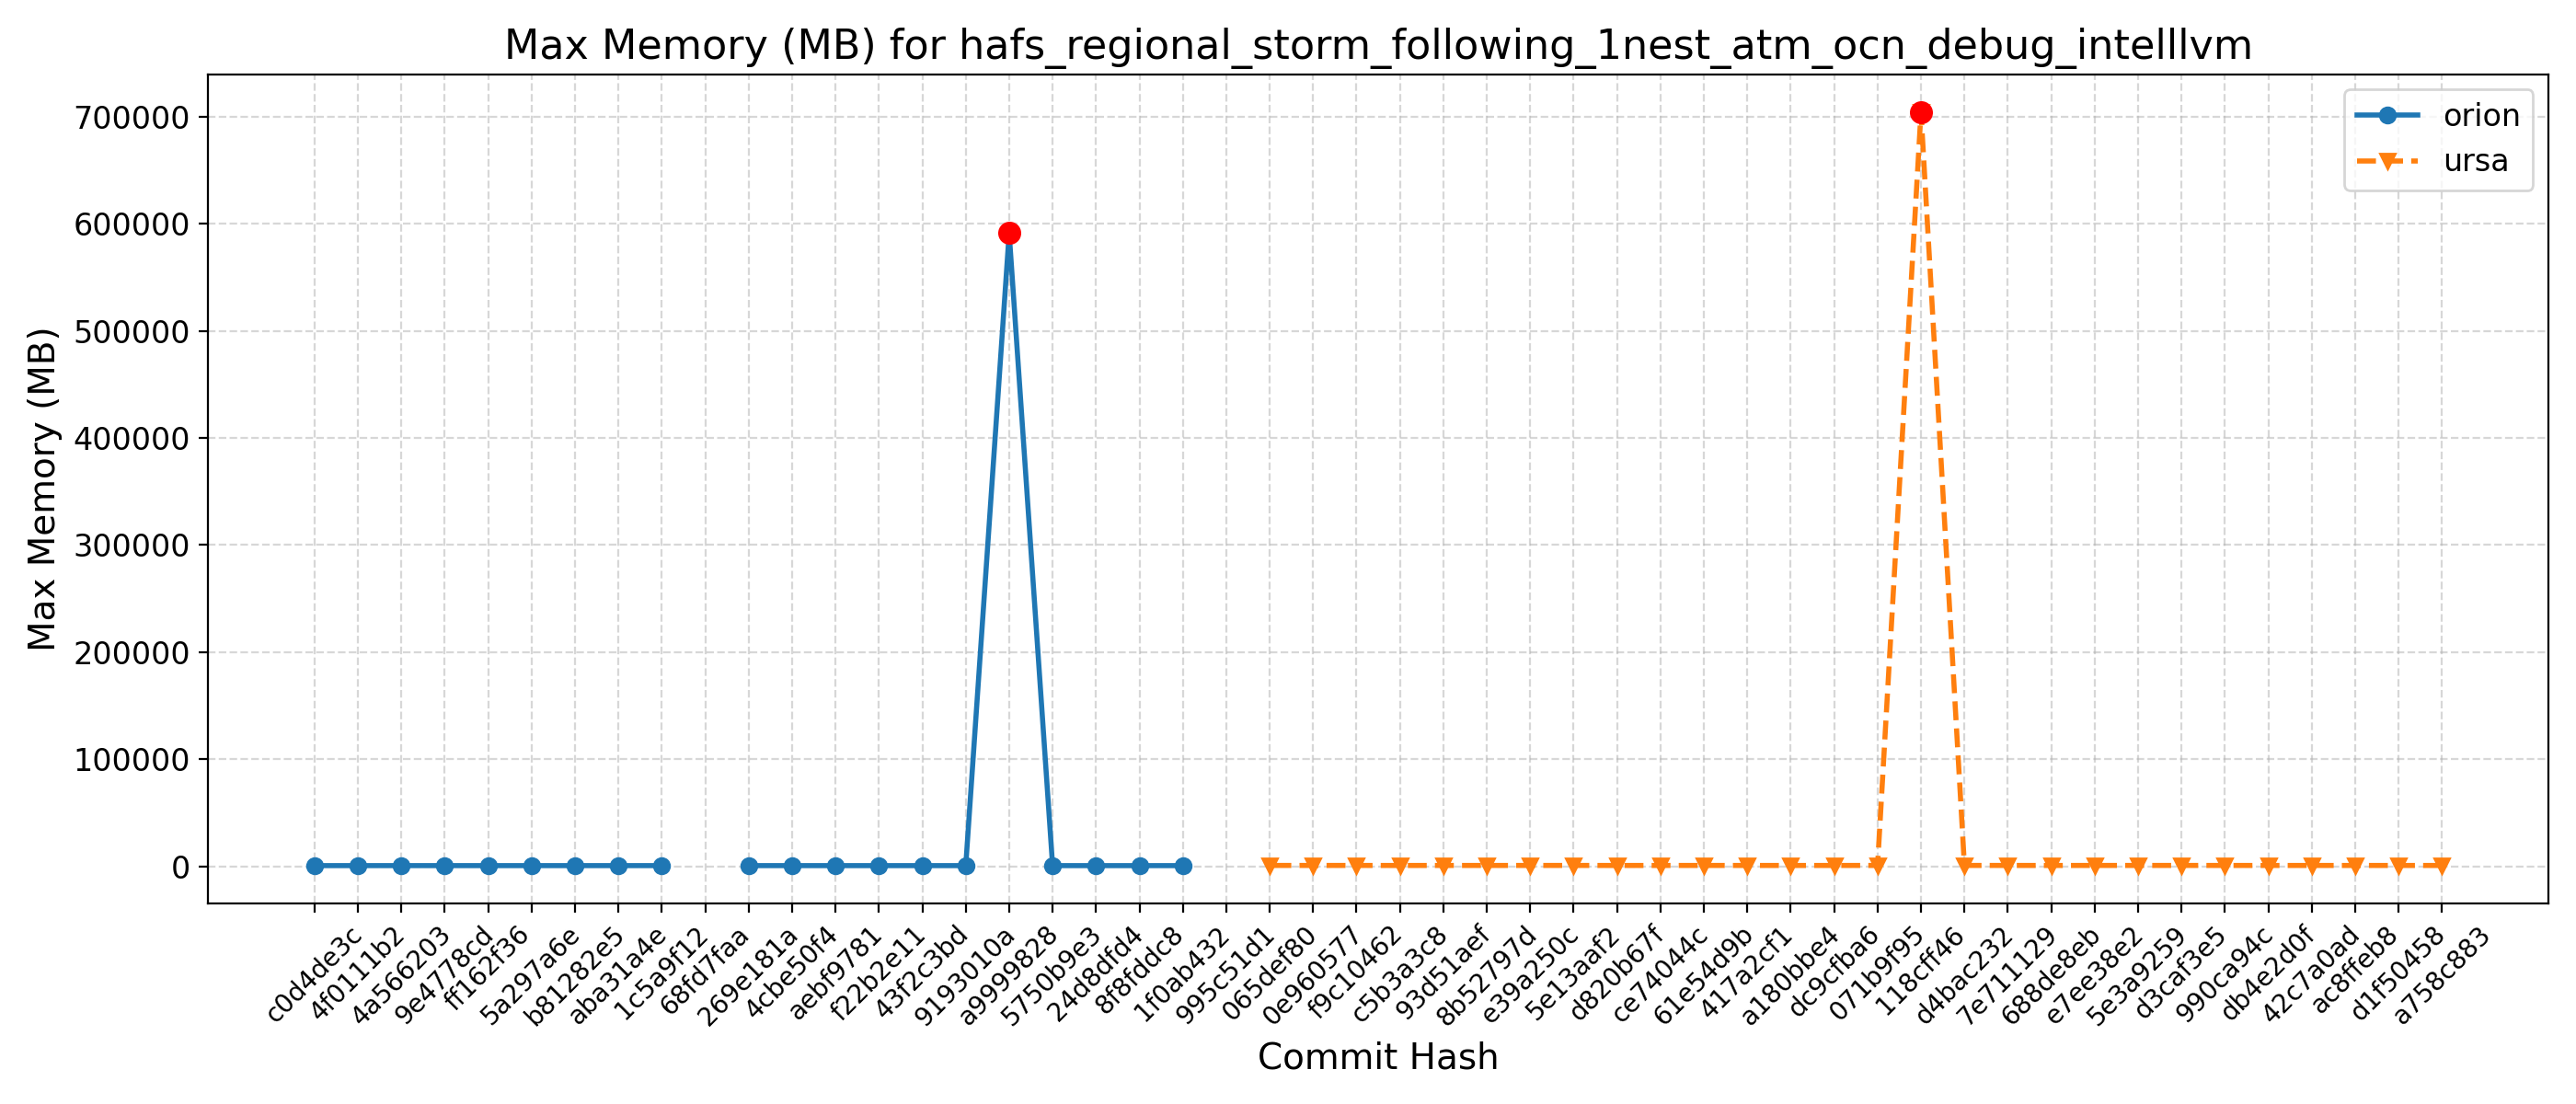 Max Memory (MB) for hafs_regional_storm_following_1nest_atm_ocn_debug_intelllvm
orion
ursa
Max Memory (MB)
700000
600000
500000
400000
300000
200000
100000
0
c0d4de3c
4f0111b2
4a566203
9e4778cd
ff162f36
5a297a6e
b81282e5
aba31a4e
1c5a9f12
68fd7faa
269e181a
4cbe50f4
aebf9781
f22b2e11
43f2c3bd
9193010a
a9999828
5750b9e3
24d8dfd4
8f8fddc8
1f0ab432
995c51d1
065def80
0e960577
f9c10462
c5b3a3c8
93d51aef
8b52797d
e39a250c
5e13aaf2
d820b67f
ce74044c
61e54d9b
417a2cf1
a180bbe4
dc9cfba6
071b9f95
118cff46
d4bac232
7e711129
688de8eb
e7ee38e2
5e3a9259
d3caf3e5
990ca94c
db4e2d0f
42c7a0ad
ac8ffeb8
d1f50458
a758c883
Commit Hash